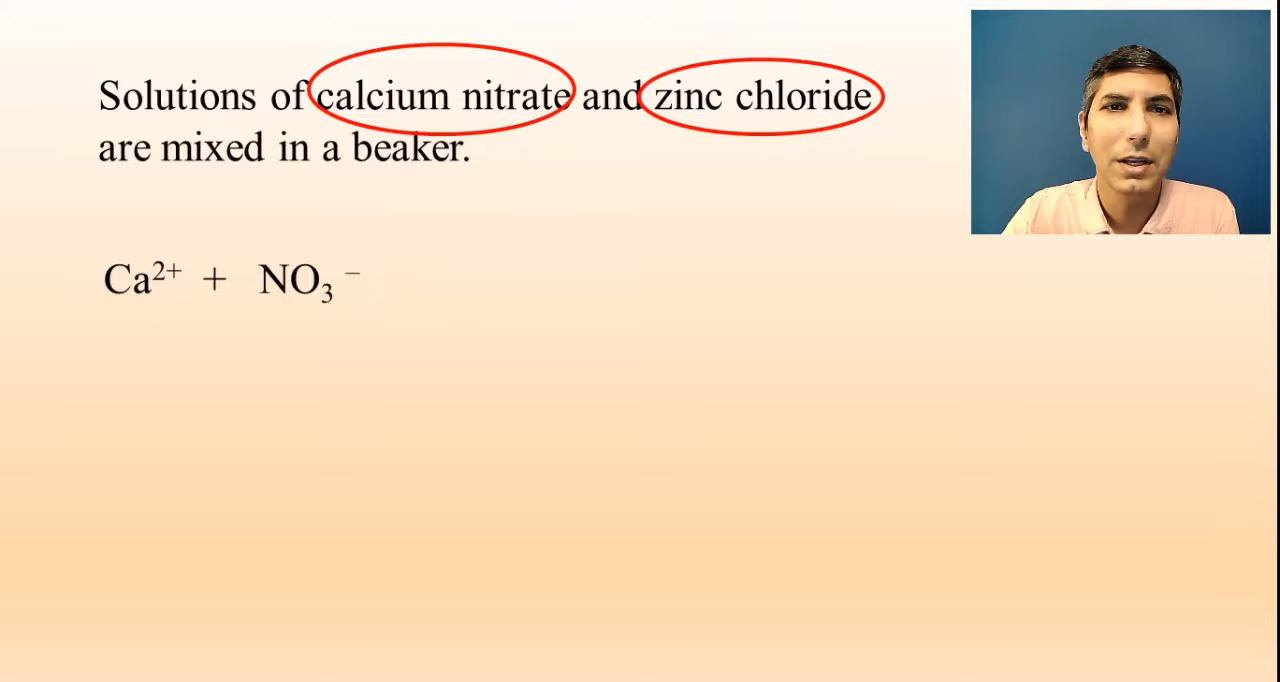 Solutions of calcium nitrate and zinc chloride
are mixed in a beaker.
Ca²⁺ + NO₃⁻